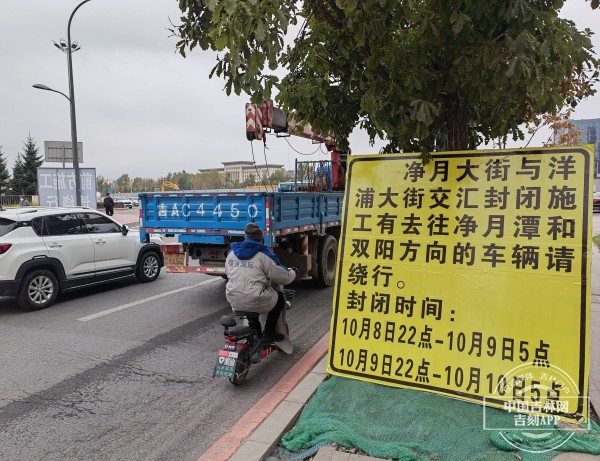 净月大街与洋
浦大街交汇封闭施
工有去往净月潭和
双阳方向的车辆请
绕行。
封闭时间：
10月8日22点-10月9日5点
10月9日22点-10月10日5点
吉AC4450
中国吉林网
吉刻APP